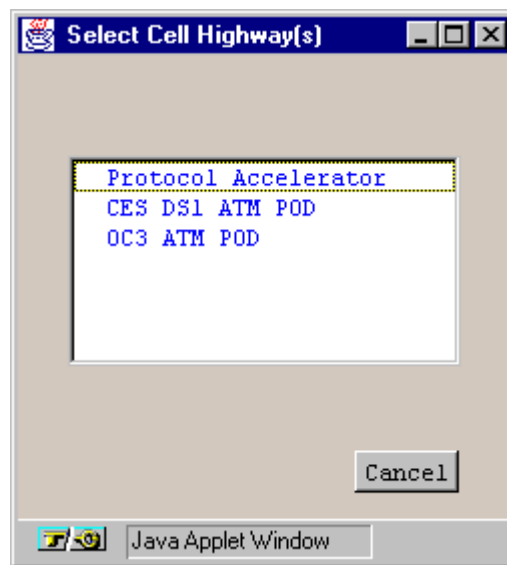 Select Cell Highway(s)
Protocol Accelerator
CES DS1 ATM POD
OC3 ATM POD
Cancel
Java Applet Window